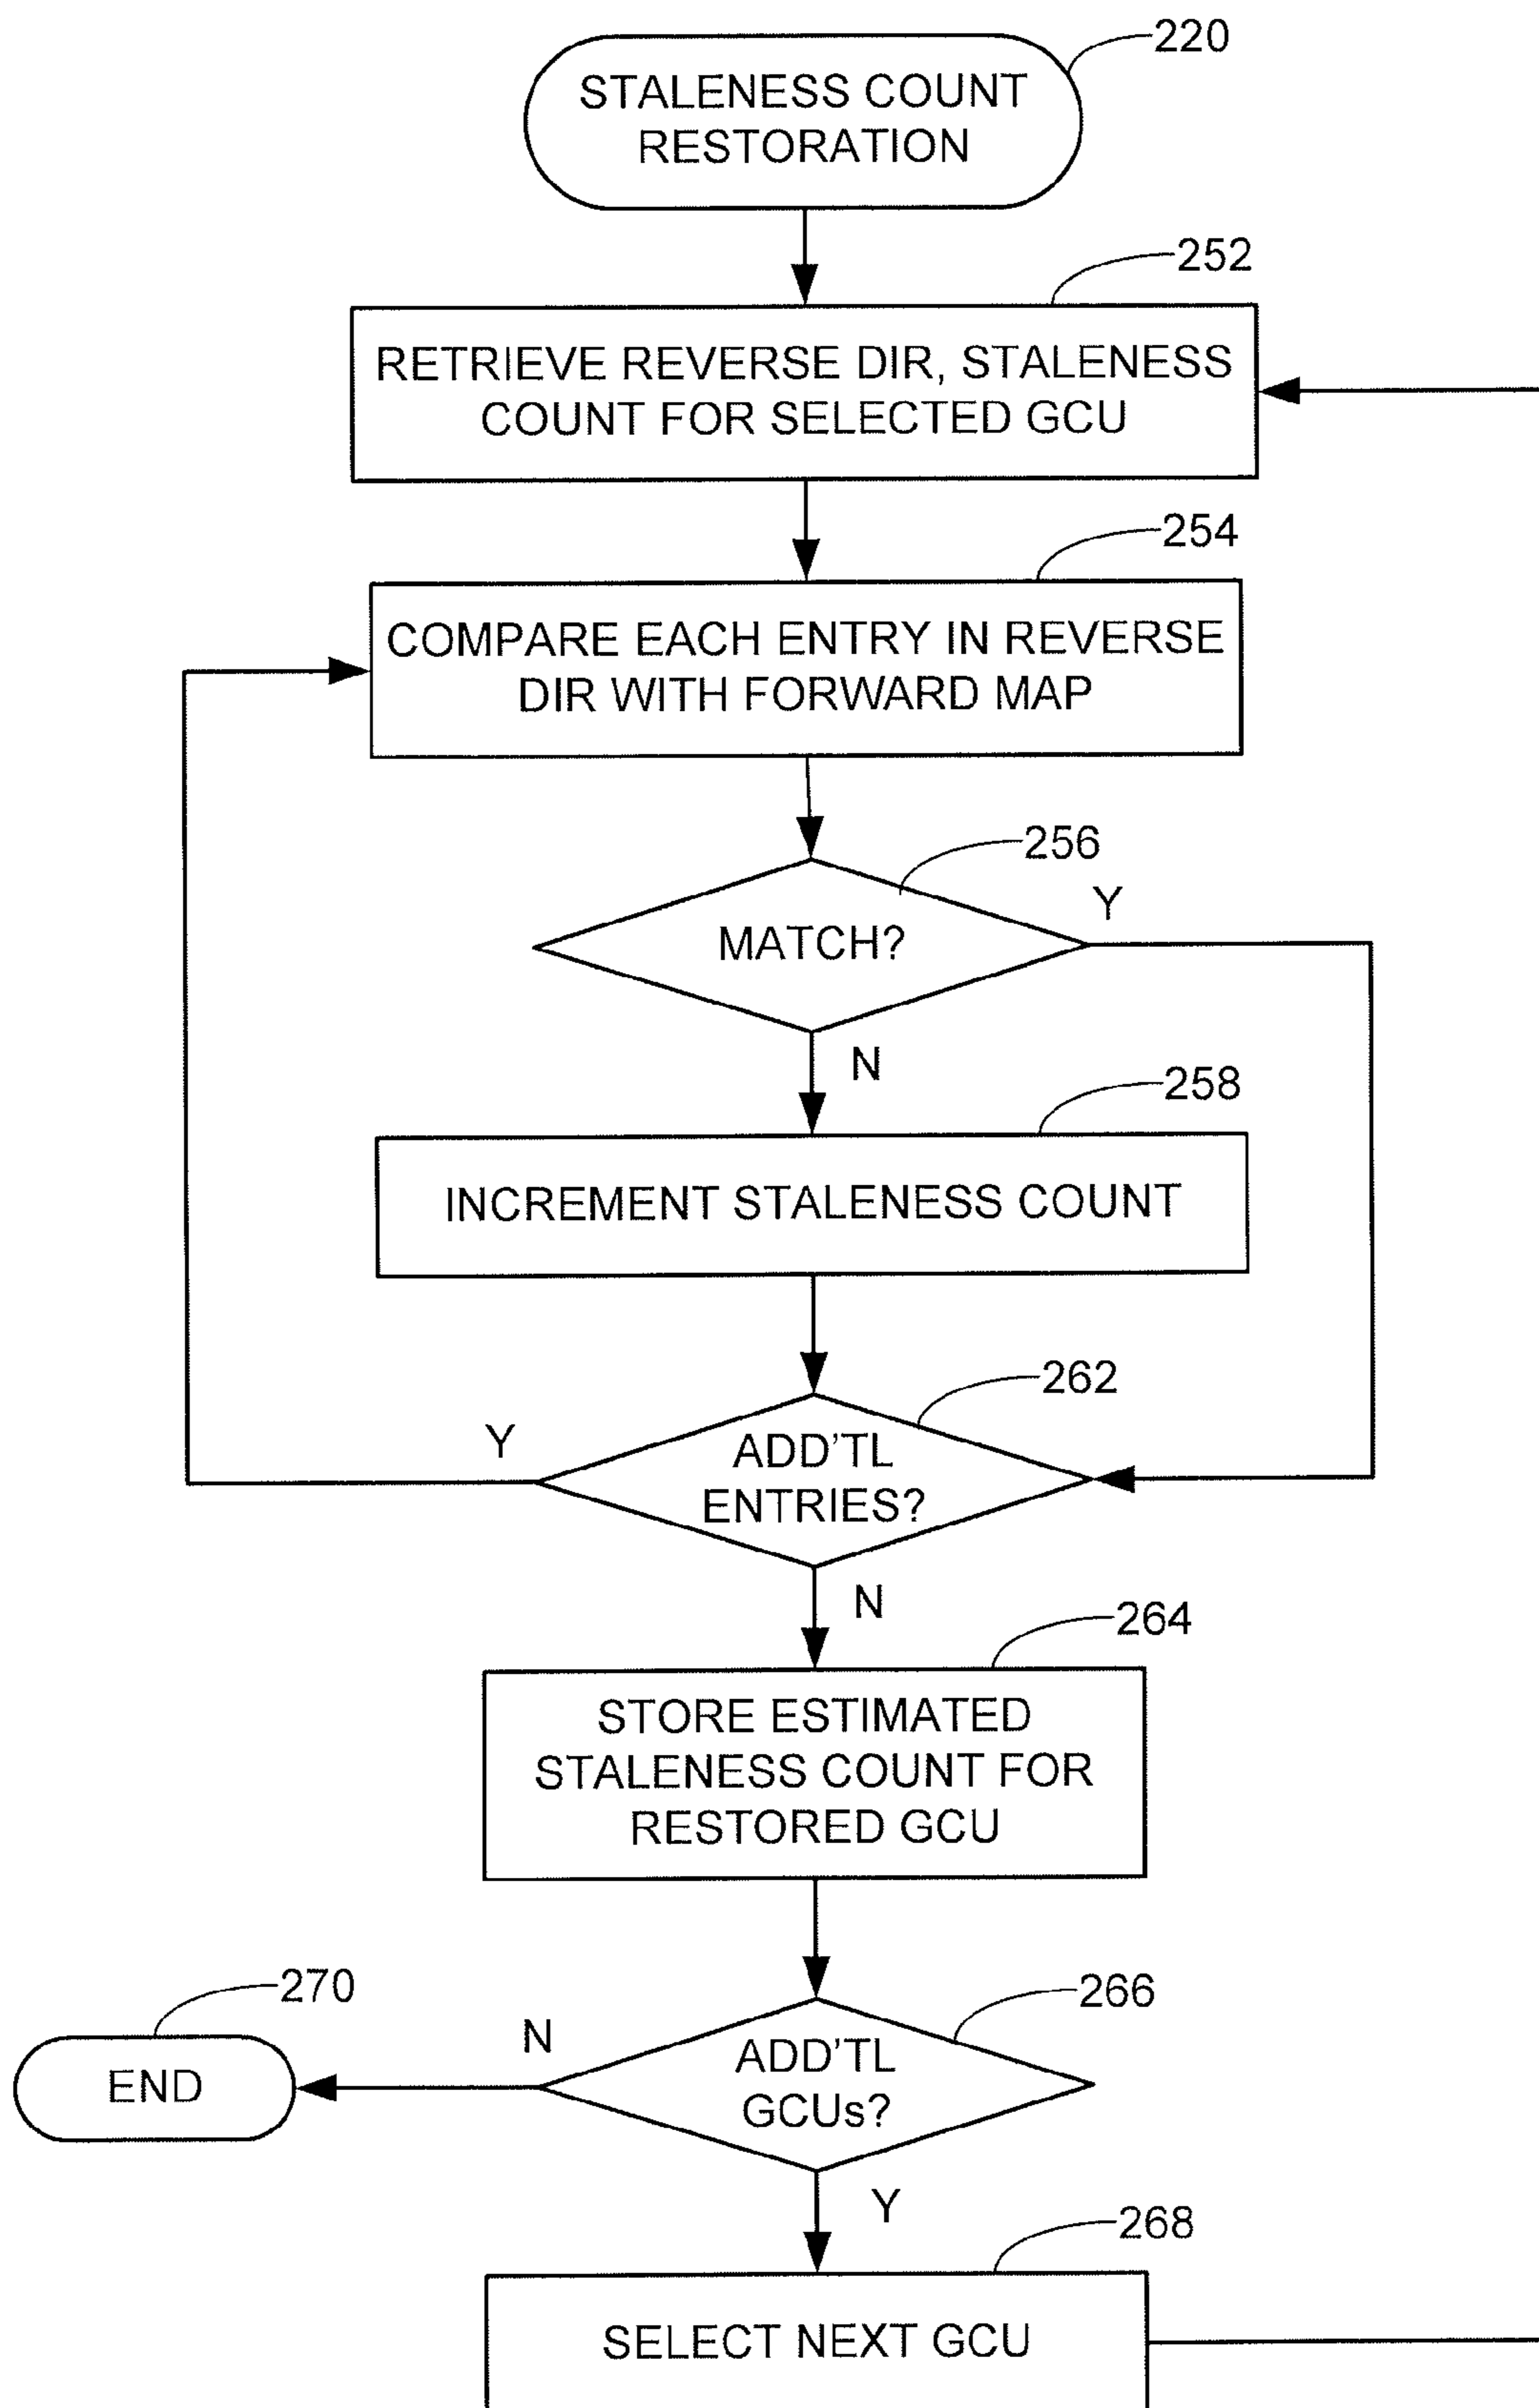 220
STALENESS COUNT
RESTORATION
252
RETRIEVE REVERSE DIR, STALENESS
COUNT FOR SELECTED GCU
254
COMPARE EACH ENTRY IN REVERSE
DIR WITH FORWARD MAP
256
Y
MATCH?
N
258
INCREMENT STALENESS COUNT
262
Y
ADD'TL
ENTRIES?
N
264
STORE ESTIMATED
STALENESS COUNT FOR
RESTORED GCU
270
266
N
ADD'TL
GCUs?
END
Y
268
SELECT NEXT GCU